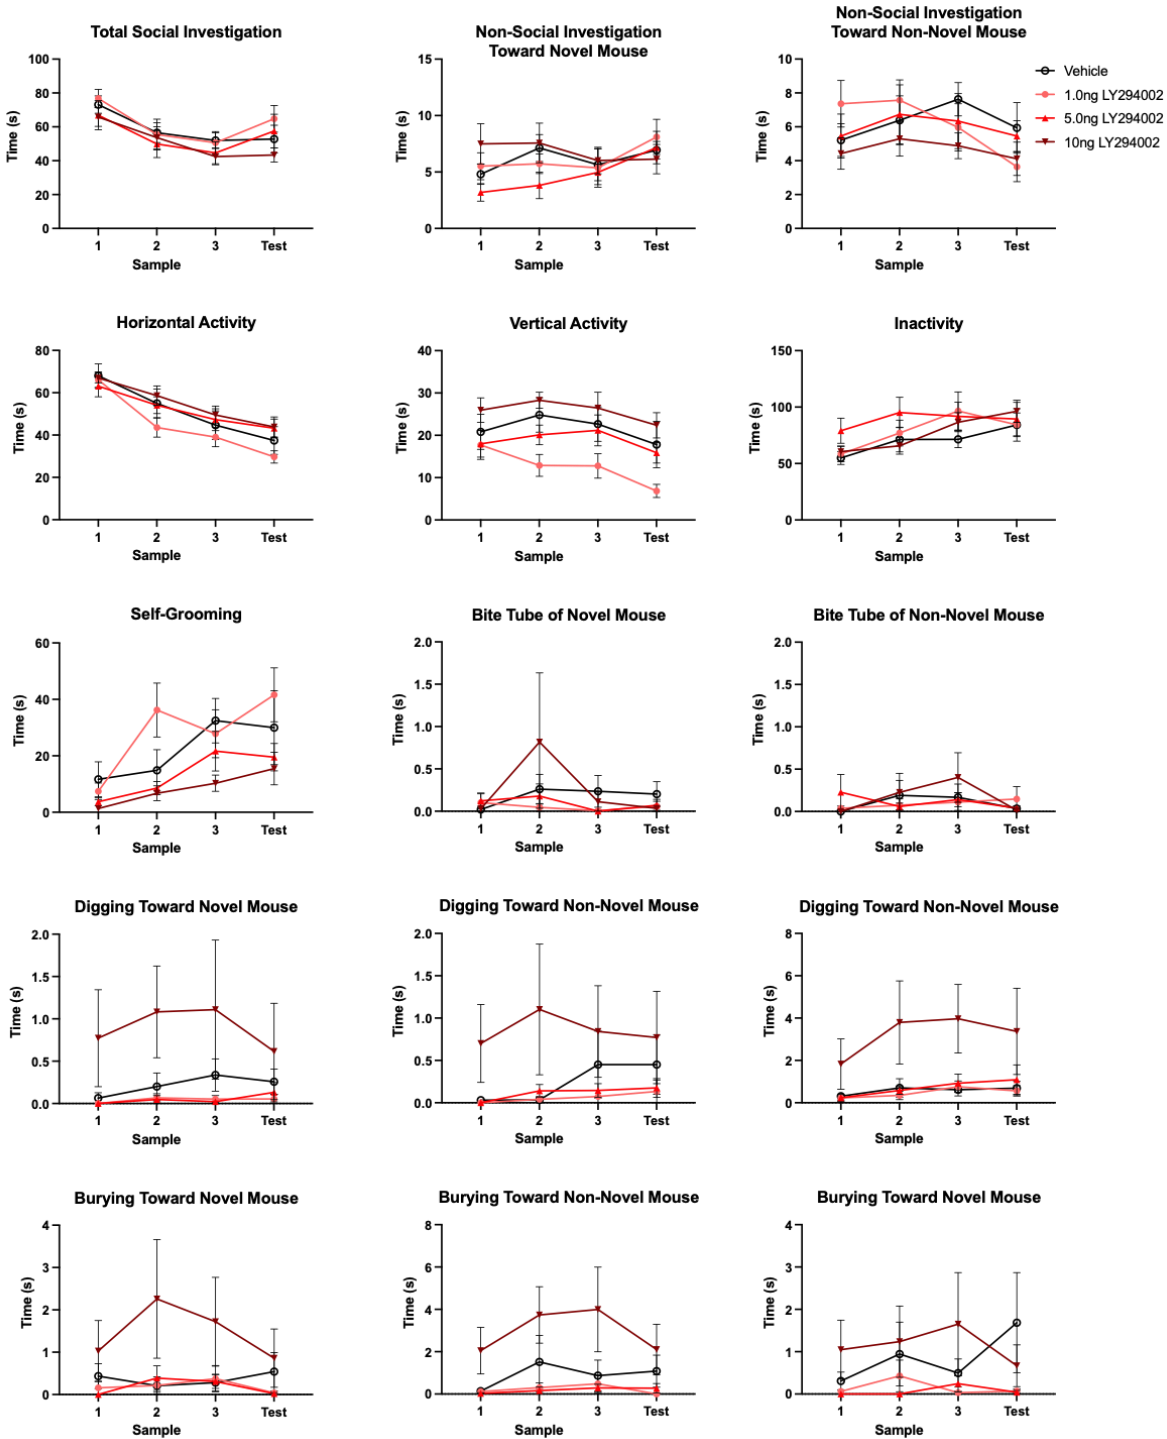 Total Social Investigation
100
80
60
40
20
0
Time (s)
1 2 3 Test
Sample
Non-Social Investigation
Toward Novel Mouse
15
10
5
0
Time (s)
1 2 3 Test
Sample
Non-Social Investigation
Toward Non-Novel Mouse
10
8
6
4
2
0
Time (s)
1 2 3 Test
Sample
Vehicle
1.0ng LY294002
5.0ng LY294002
10ng LY294002
Horizontal Activity
80
60
40
20
0
Time (s)
1 2 3 Test
Sample
Vertical Activity
40
30
20
10
0
Time (s)
1 2 3 Test
Sample
Inactivity
150
100
50
0
Time (s)
1 2 3 Test
Sample
Self-Grooming
60
40
20
0
Time (s)
1 2 3 Test
Sample
Bite Tube of Novel Mouse
2.0
1.5
1.0
0.5
0.0
Time (s)
1 2 3 Test
Sample
Bite Tube of Non-Novel Mouse
2.0
1.5
1.0
0.5
0.0
Time (s)
1 2 3 Test
Sample
Digging Toward Novel Mouse
2.0
1.5
1.0
0.5
0.0
Time (s)
1 2 3 Test
Sample
Digging Toward Non-Novel Mouse
2.0
1.5
1.0
0.5
0.0
Time (s)
1 2 3 Test
Sample
Digging Toward Non-Novel Mouse
8
6
4
2
0
Time (s)
1 2 3 Test
Sample
Burying Toward Novel Mouse
4
3
2
1
0
Time (s)
1 2 3 Test
Sample
Burying Toward Non-Novel Mouse
8
6
4
2
0
Time (s)
1 2 3 Test
Sample
Burying Toward Novel Mouse
4
3
2
1
0
Time (s)
1 2 3 Test
Sample